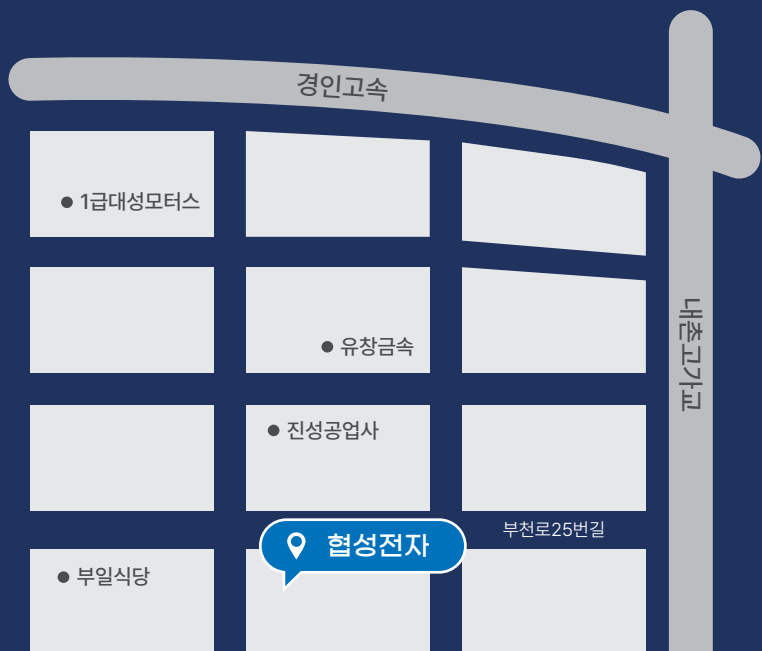 경인고속
1급대성모터스
내촌고가교
유창금속
진성공업사
부천로25번길
협성전자
부일식당